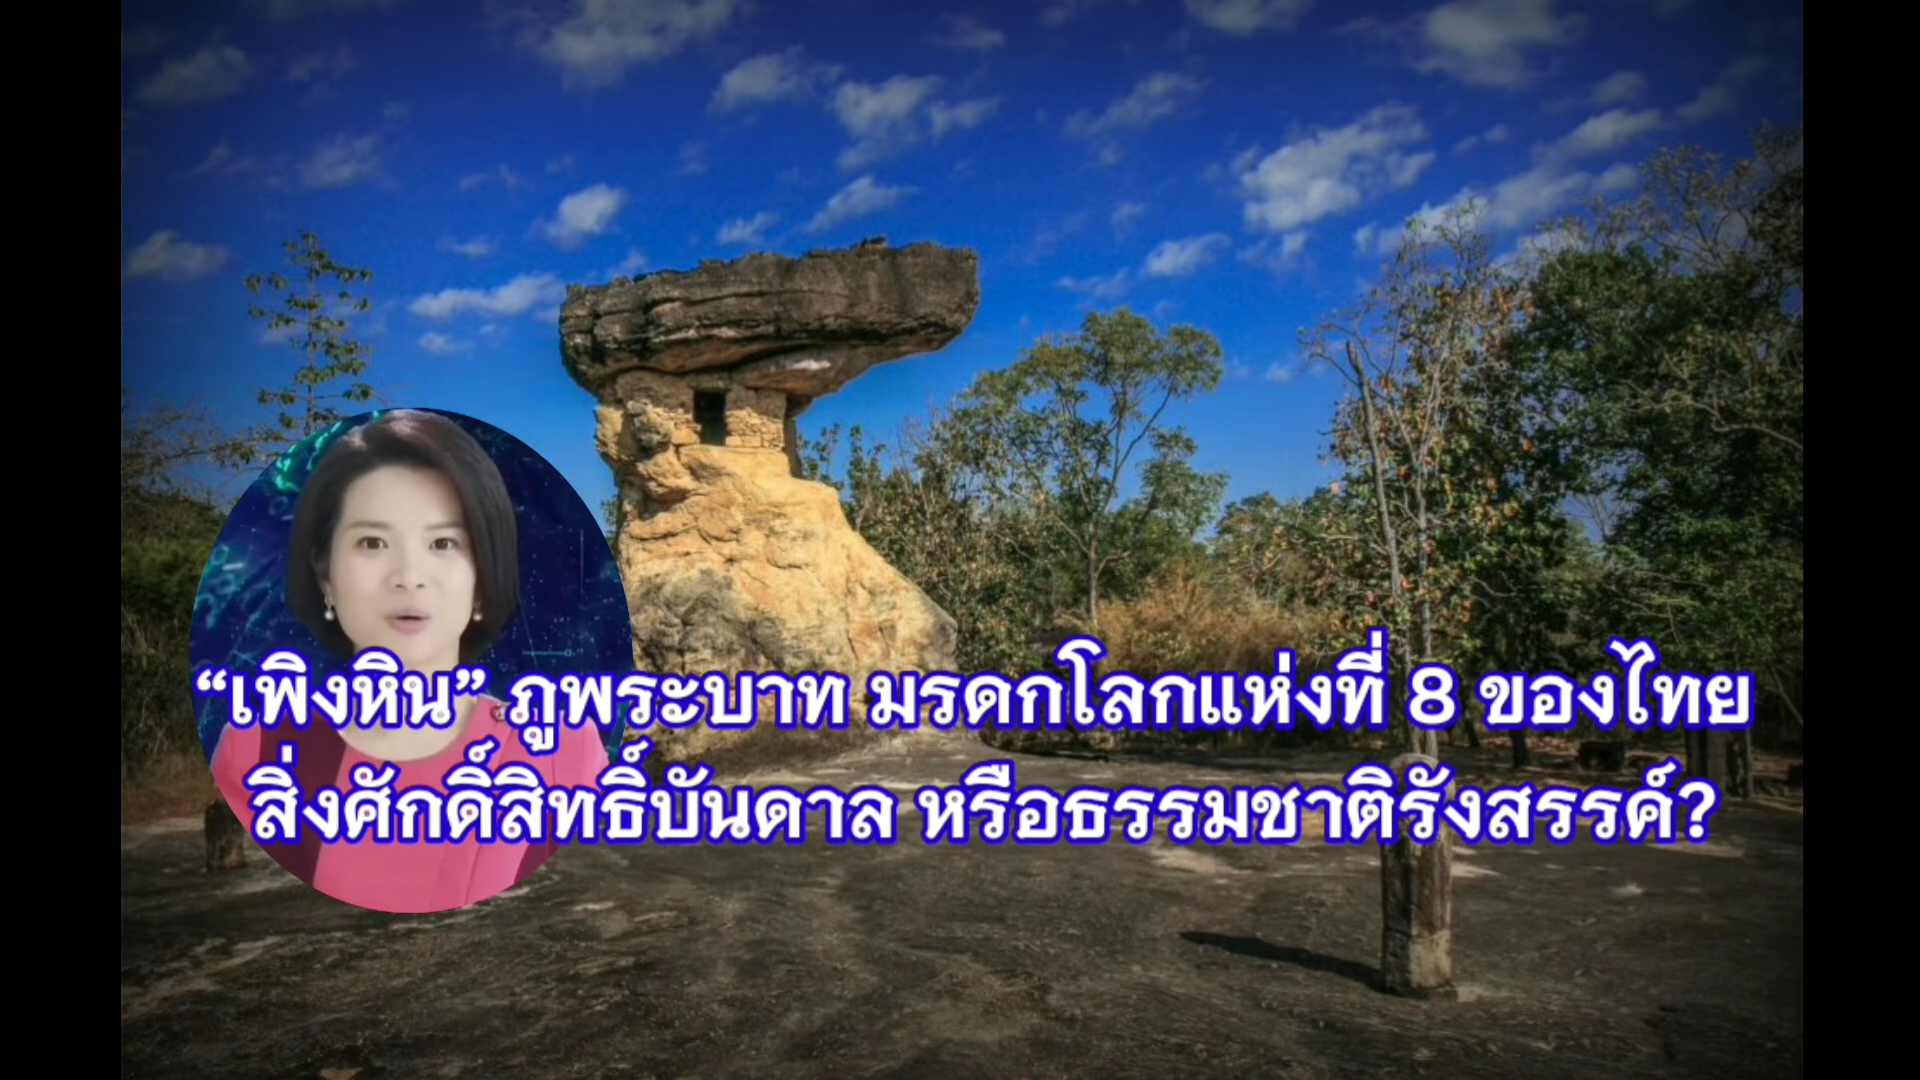 “เพิงหิน” ภูพระบาท มรดกโลกแห่งที่ 8 ของไทย
สิ่งศักดิ์สิทธิ์บันดาล หรือธรรมชาติรังสรรค์?